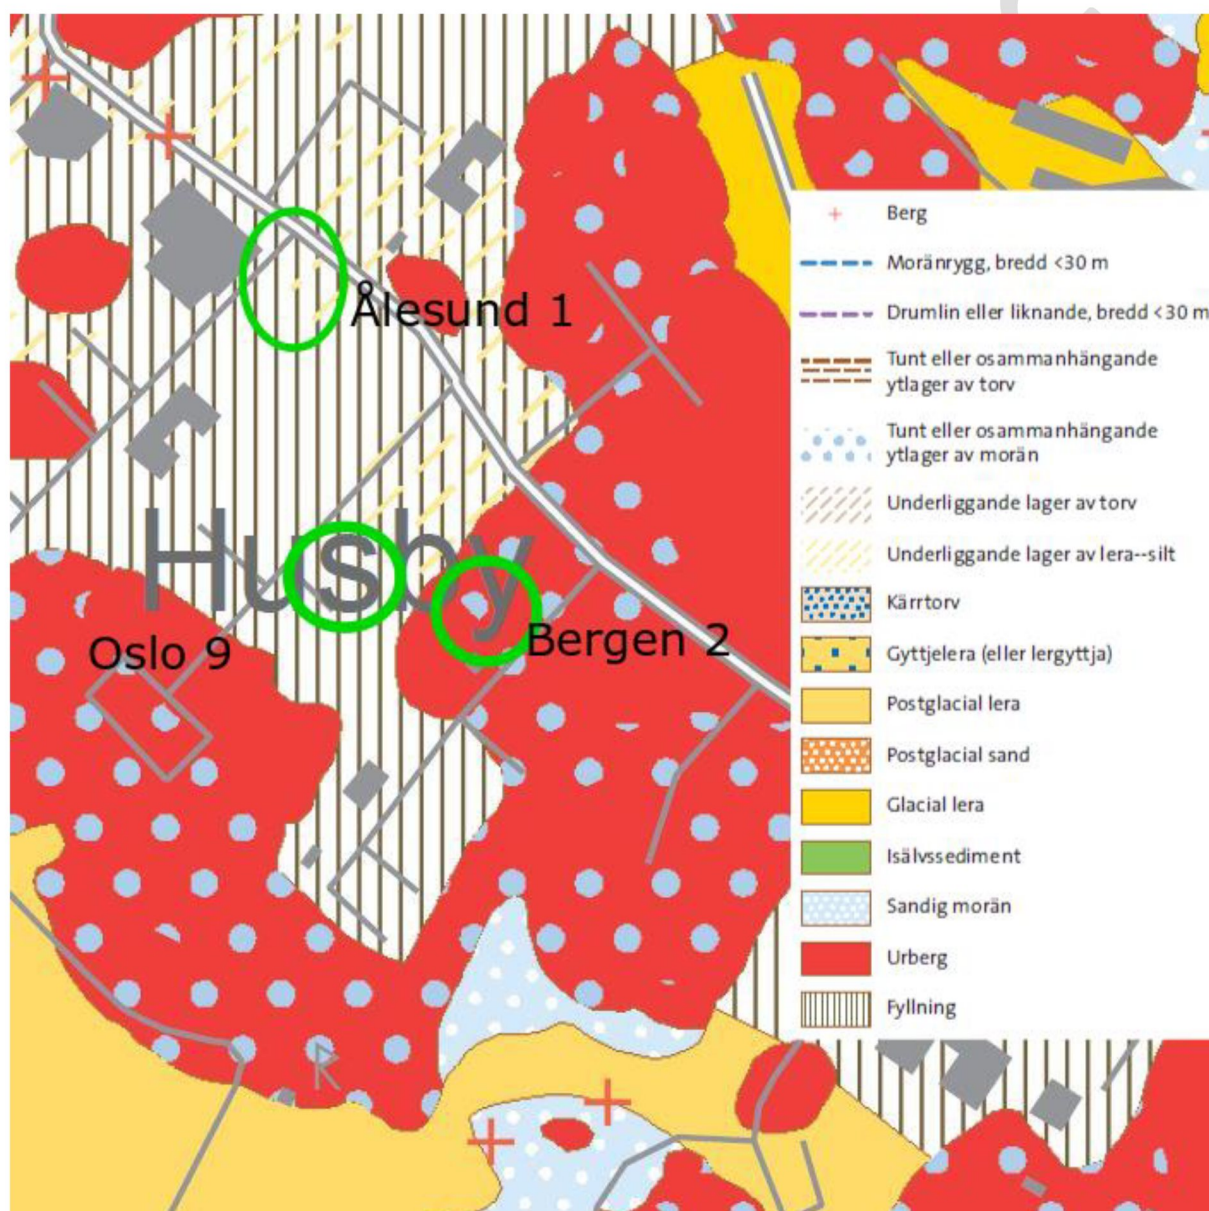 Berg
Moränrygg, bredd <30 m
Drumlin eller liknande, bredd <30 m
Tunt eller osammanhängande
ytlager av torv
Tunt eller osammanhängande
ytlager av morän
Underliggande lager av torv
Underliggande lager av lera--silt
Kärrtorv
Gyttjelera (eller lergyttja)
Postglacial lera
Postglacial sand
Glacial lera
Isälvssediment
Sandig morän
Urberg
Fyllning
Ålesund 1
Husby
Oslo 9
Bergen 2
R